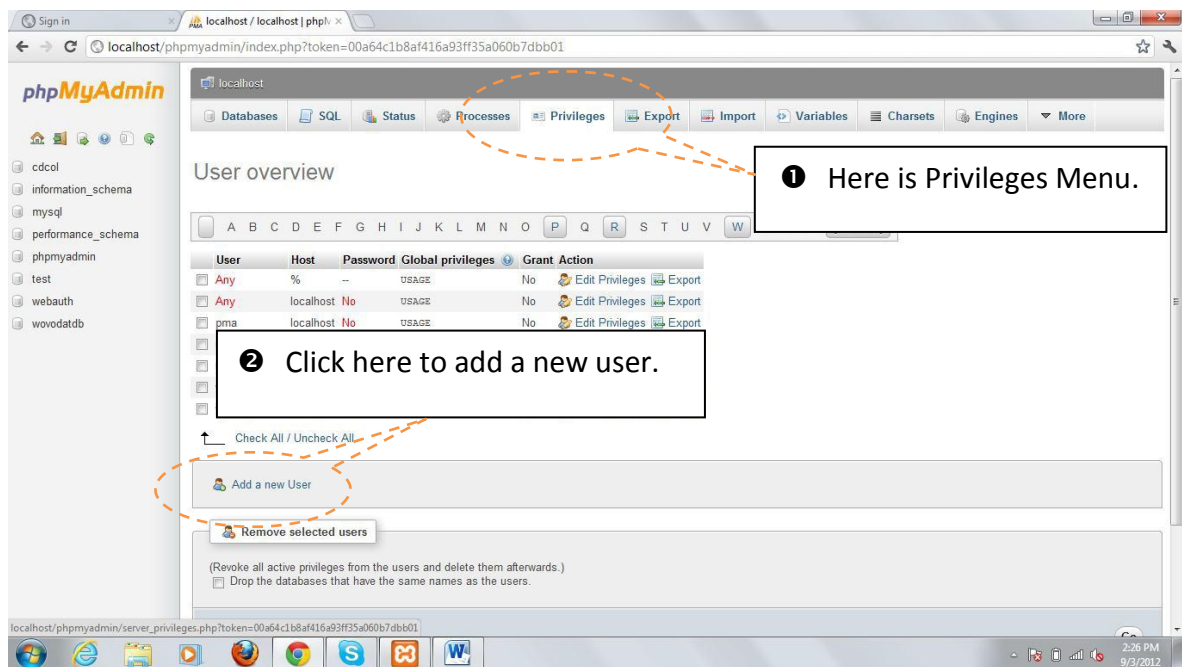 Sign in
localhost / localhost | phpM
localhost/phpmyadmin/index.php?token=00a64c1b8af416a93ff35a060b7dbb01
phpMyAdmin
localhost
Databases SQL Status Processes Privileges Export Import Variables Charsets Engines More
cdcol
information_schema
mysql
performance_schema
phpmyadmin
test
webauth
wovodatdb
User overview
❶ Here is Privileges Menu.
A B C D E F G H I J K L M N O P Q R S T U V W
User Host Password Global privileges Grant Action
Any % -- USAGE No Edit Privileges Export
Any localhost No USAGE No Edit Privileges Export
pma localhost No USAGE No Edit Privileges Export
❷ Click here to add a new user.
Check All / Uncheck All
Add a new User
Remove selected users
(Revoke all active privileges from the users and delete them afterwards.)
Drop the databases that have the same names as the users.
localhost/phpmyadmin/server_privileges.php?token=00a64c1b8af416a93ff35a060b7dbb01
Go
2:26 PM
9/3/2012